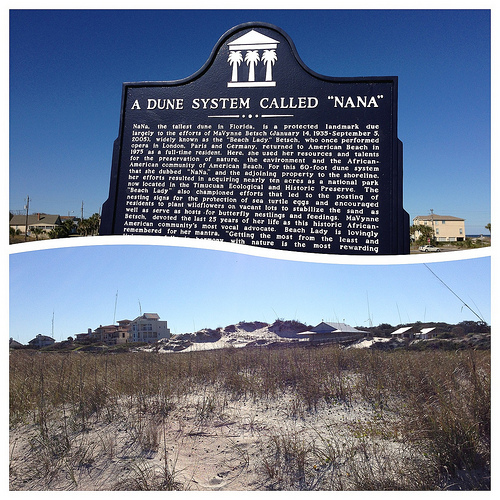 A DUNE SYSTEM CALLED "NANA"
NaNa, the tallest dune in Florida, is a protected landmark due
largely to the efforts of MaVynne Betsch (January 14, 1935-September 5,
2005), widely known as the "Beach Lady." Betsch, who once performed
opera in London, Paris and Germany, returned to American Beach in
1975 as a full-time resident. Here, she used her resources and talents
for the preservation of nature, the environment and the African-
American community of American Beach. For this 60-foot dune system
that she dubbed "NaNa," and the adjoining property to the shoreline,
her efforts resulted in acquiring nearly ten acres as a national park
now located in the Timucuan Ecological and Historic Preserve. The
"Beach Lady" also championed efforts that led to the posting of
nesting signs for the protection of sea turtle eggs and encouraged
residents to plant wildflowers on vacant lots to stabilize the sand as
well as serve as hosts for butterfly nestlings and feedings. MaVynne
Betsch, devoted the last 25 years of her life as this historic African-
American community's most vocal advocate. Beach Lady is lovingly
remembered for her mantra, "Getting the most from the least and
harmony with nature is the most rewarding